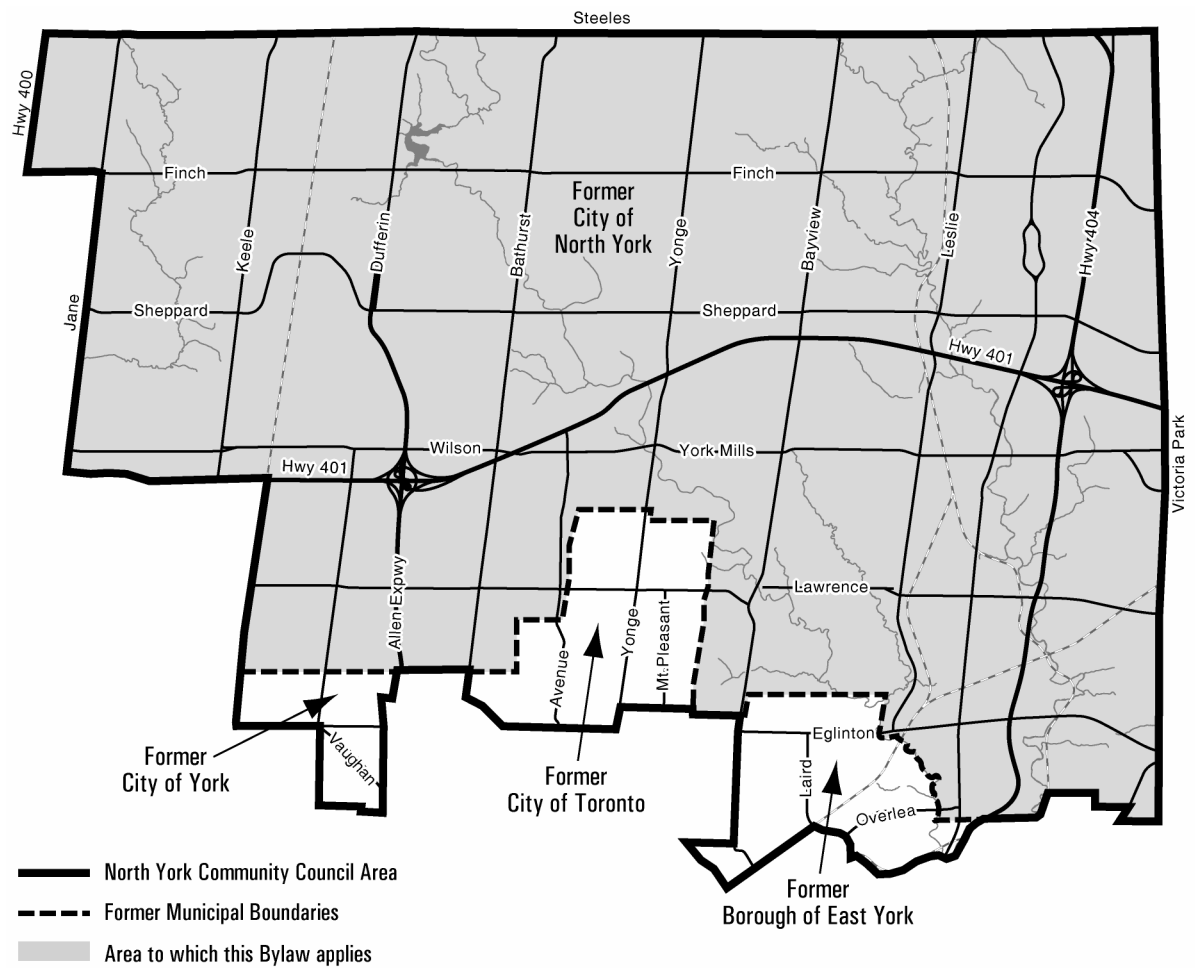 Steeles
Hwy 400
Finch
Finch
Former
City of
North York
Keele
Dufferin
Bathurst
Yonge
Bayview
Leslie
Hwy 404
Jane
Sheppard
Sheppard
Hwy 401
Wilson
York Mills
Hwy 401
Victoria Park
Allen Expwy
Lawrence
Avenue
Yonge
Mt.Pleasant
Former
City of York
Vaughan
Former
City of Toronto
Eglinton
Laird
Overlea
Former
Borough of East York
North York Community Council Area
Former Municipal Boundaries
Area to which this Bylaw applies